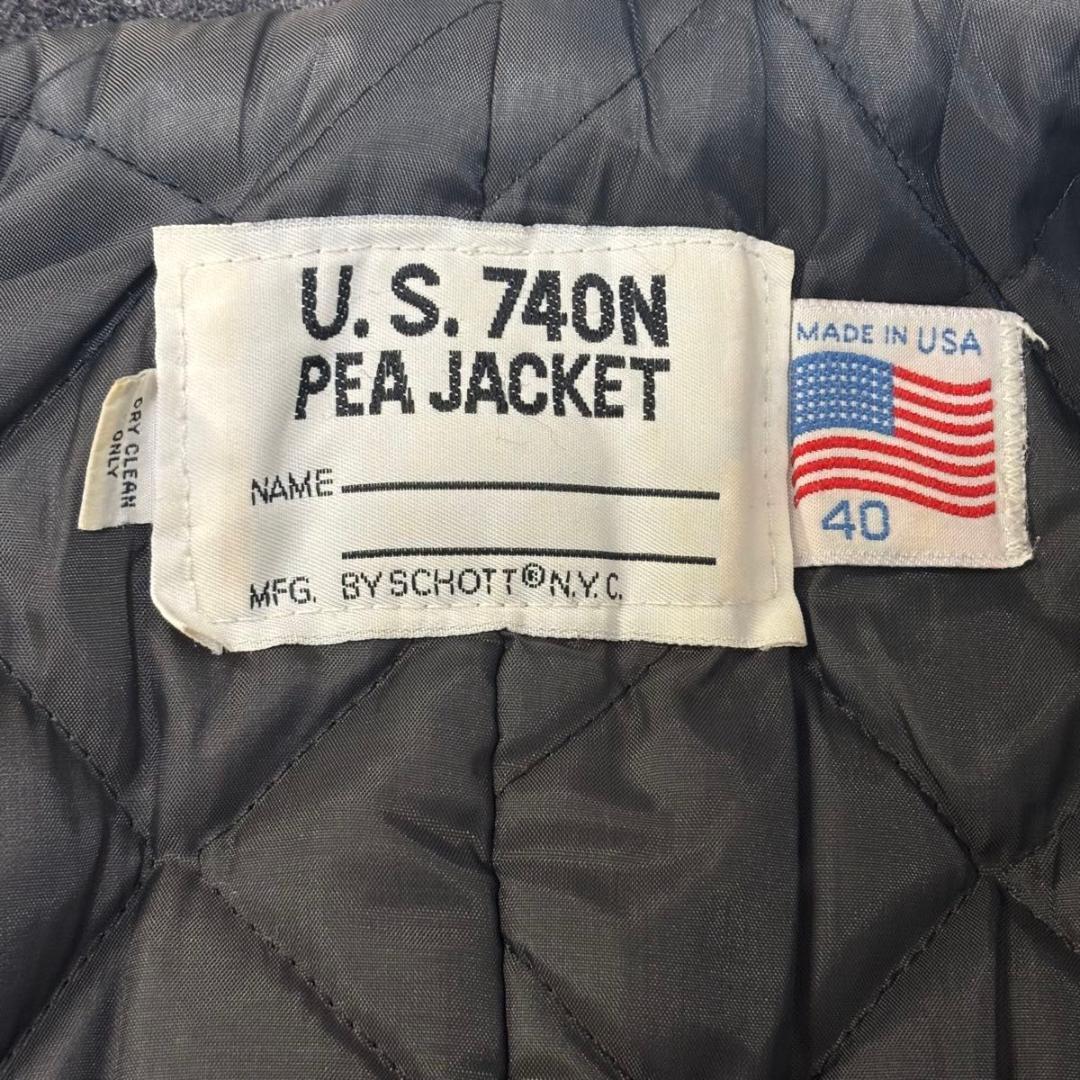 U.S. 740N
PEA JACKET
NAME
MFG. BY SCHOTT® N.Y.C.
DRY CLEAN
ONLY
MADE IN USA
40